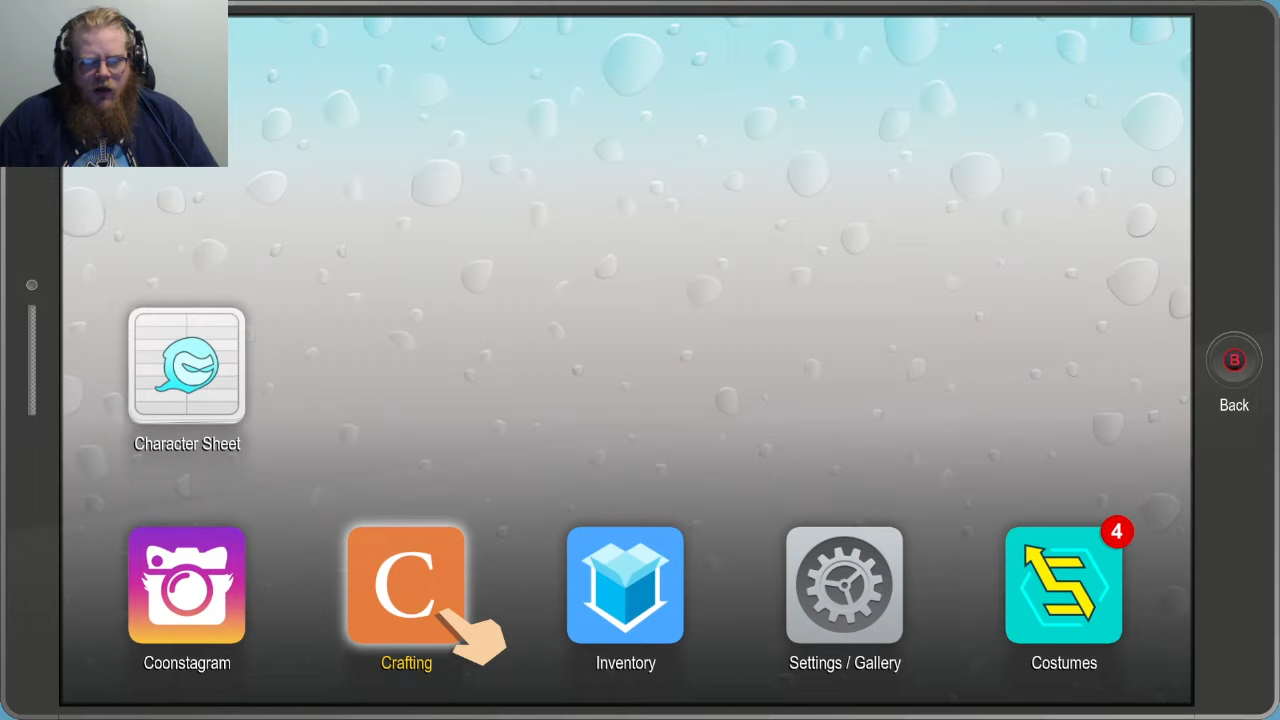 B
Back
Character Sheet
C
4
Coonstagram
Crafting
Inventory
Settings / Gallery
Costumes